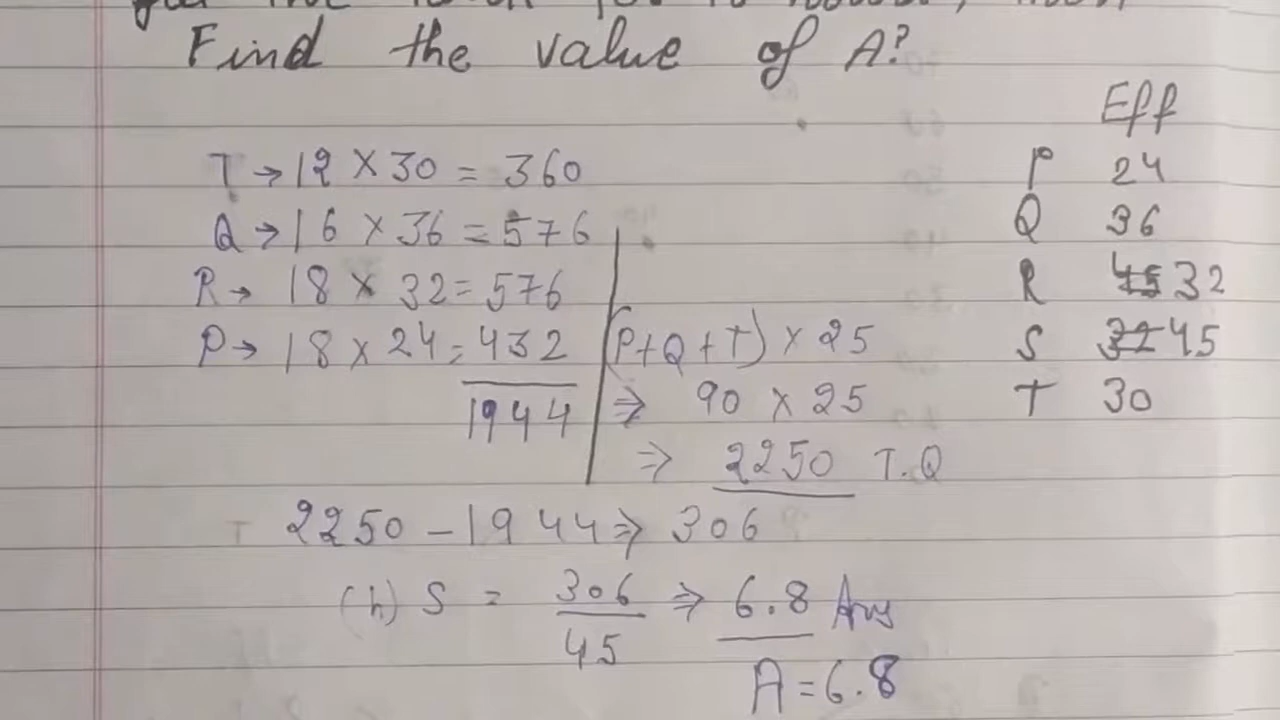 Find the value of A?
Eff
T → 12 × 30 = 360
P 24
Q → 16 × 36 = 576
Q 36
R → 18 × 32 = 576
R 45 32
P → 18 × 24 = 432
(P+Q+T) × 25
S 32 45
1944
⇒ 90 × 25
T 30
⇒ 2250 T.Q
2250 - 1944 ⇒ 306
(h) S = 306/45 ⇒ 6.8 Ans
A = 6.8